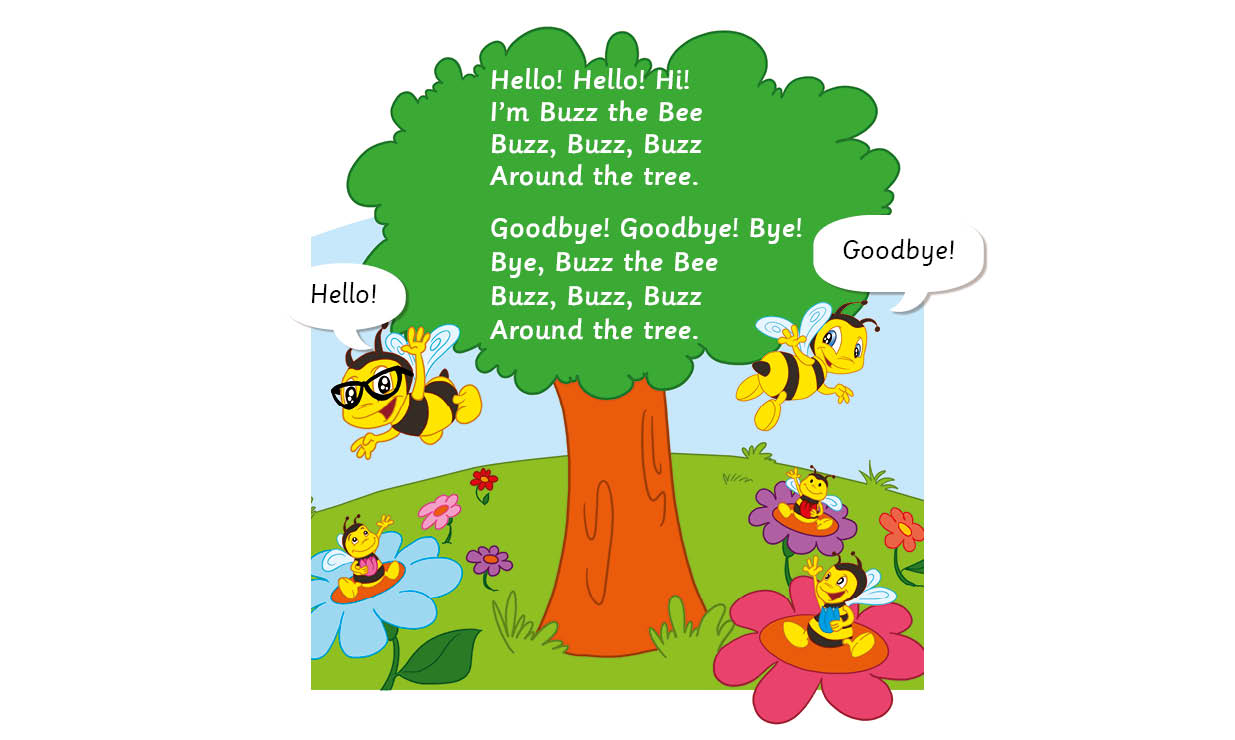 Hello! Hello! Hi!
I'm Buzz the Bee
Buzz, Buzz, Buzz
Around the tree.
Goodbye! Goodbye! Bye!
Bye, Buzz the Bee
Buzz, Buzz, Buzz
Around the tree.
Hello!
Goodbye!